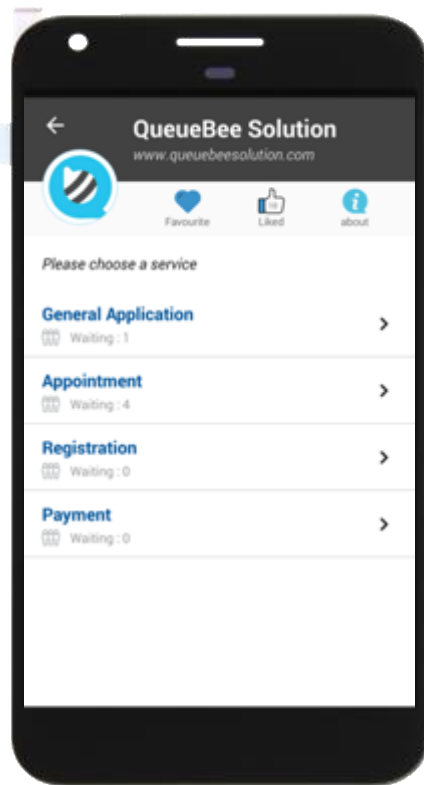 QueueBee Solution
www.queuebeesolution.com
Favourite
Liked
about
Please choose a service
General Application
Waiting : 1
Appointment
Waiting : 4
Registration
Waiting : 0
Payment
Waiting : 0